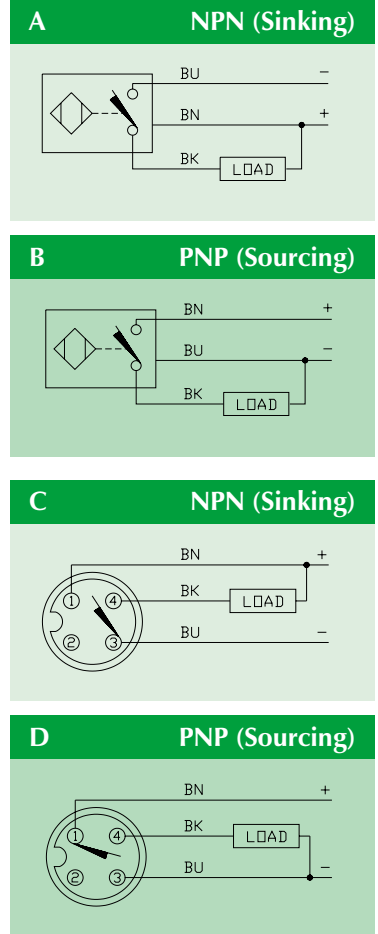 A NPN (Sinking)
BU −
BN +
BK LOAD
B PNP (Sourcing)
BN +
BU −
BK LOAD
C NPN (Sinking)
BN +
1 4 BK LOAD
2 3 BU −
D PNP (Sourcing)
BN +
1 4 BK LOAD
2 3 BU −